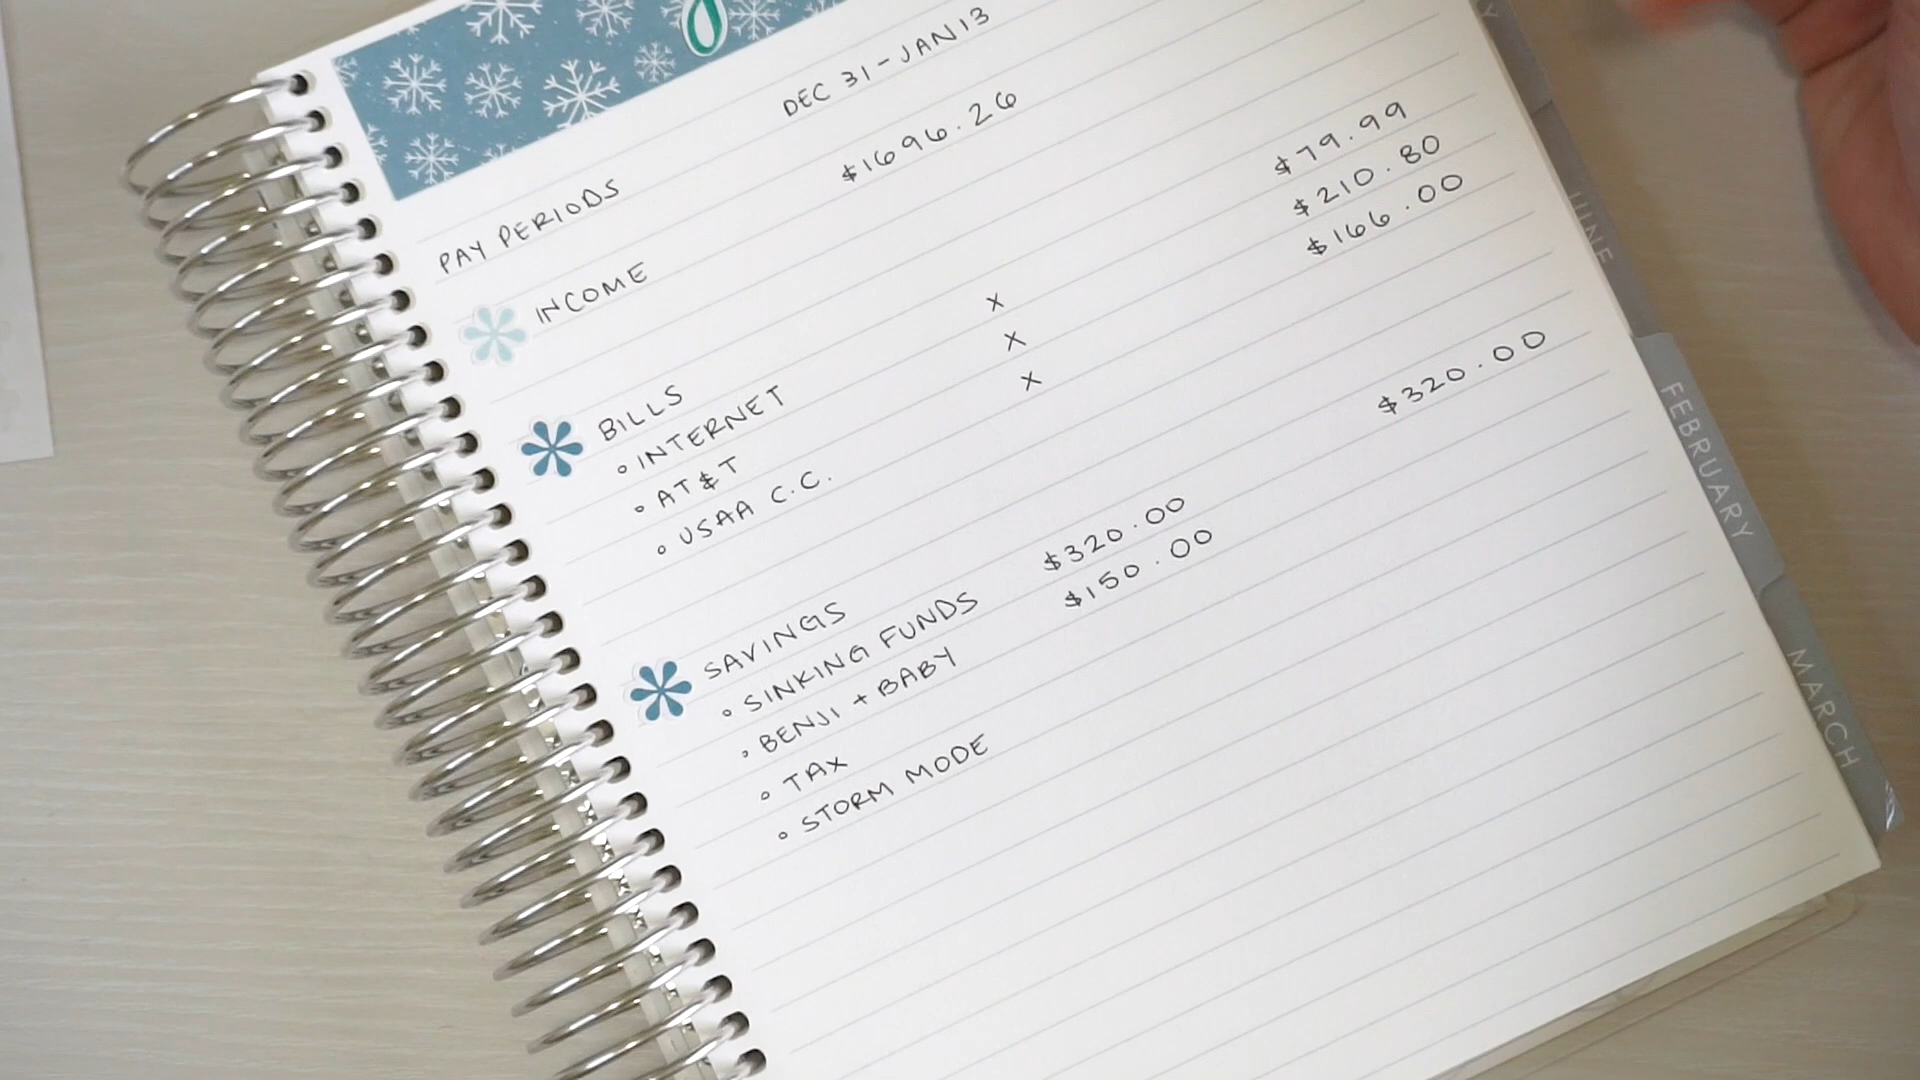 PAY PERIODS DEC 31 - JAN 13
INCOME $1696.26
BILLS
INTERNET X $79.99
AT&T X $210.80
USAA C.C. X $166.00
SAVINGS
SINKING FUNDS $320.00 $320.00
BENJI + BABY $150.00
TAX
STORM MODE
JUNE
FEBRUARY
MARCH